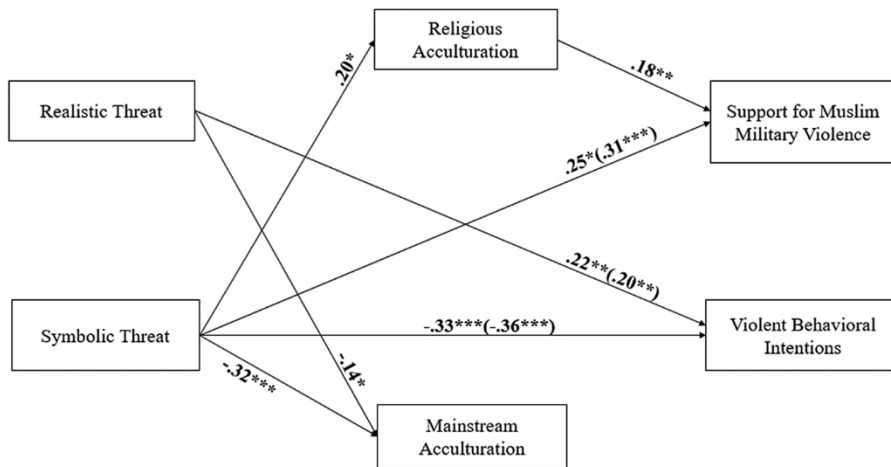 Religious
Acculturation
.20*
.18**
Realistic Threat
Support for Muslim
Military Violence
.25*(.31***)
.22**(.20**)
Symbolic Threat
-.33***(-.36***)
Violent Behavioral
Intentions
-.32***
-.14*
Mainstream
Acculturation